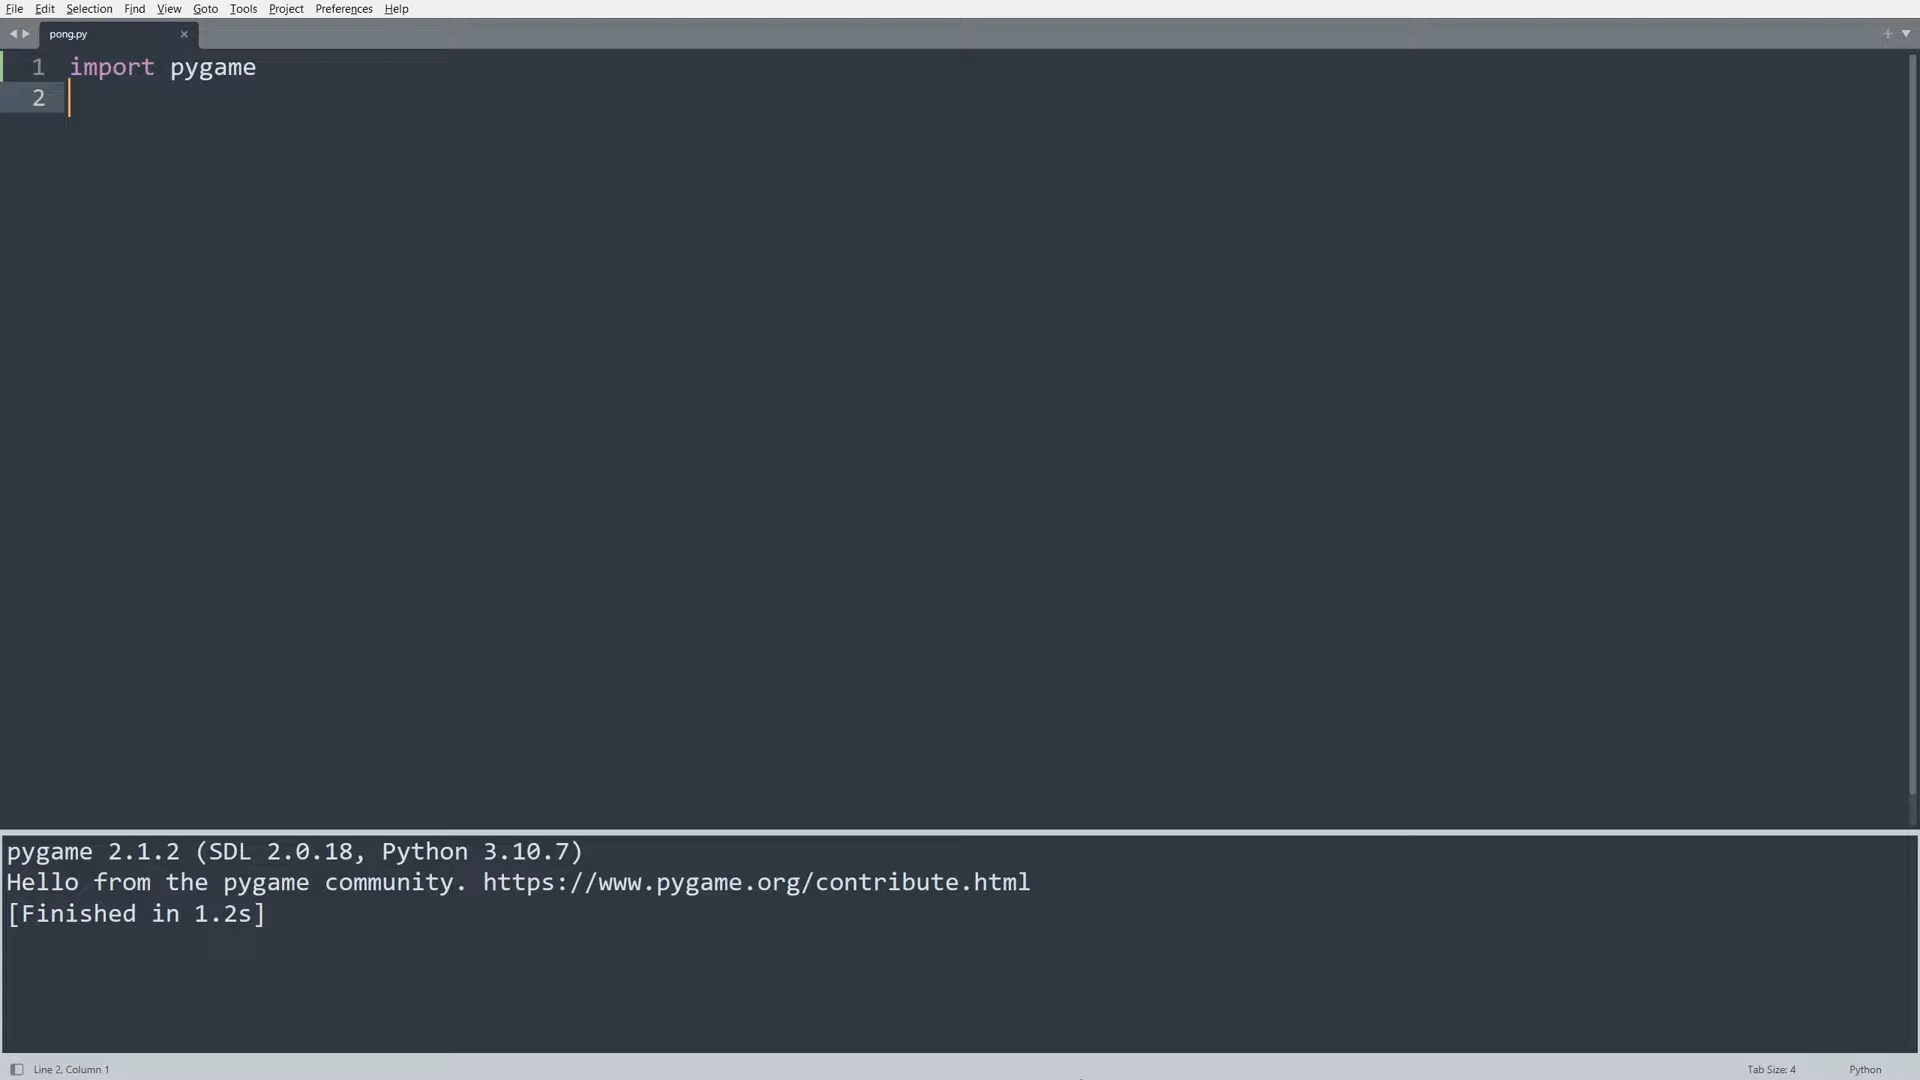 File Edit Selection Find View Goto Tools Project Preferences Help
pong.py
1 import pygame
2
pygame 2.1.2 (SDL 2.0.18, Python 3.10.7)
Hello from the pygame community. https://www.pygame.org/contribute.html
[Finished in 1.2s]
Line 2, Column 1 Tab Size: 4 Python